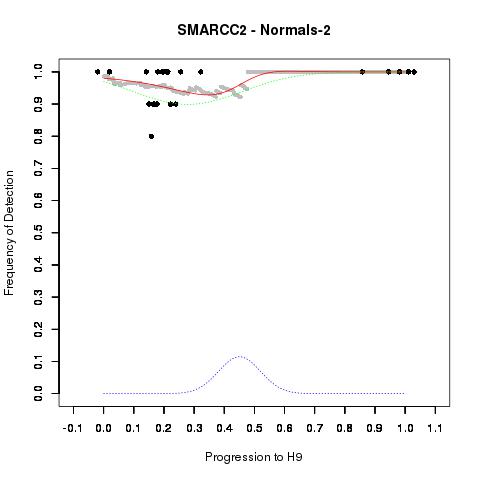 SMARCC2 - Normals-2
Frequency of Detection
1.0
0.9
0.8
0.7
0.6
0.5
0.4
0.3
0.2
0.1
0.0
-0.1 0.0 0.1 0.2 0.3 0.4 0.5 0.6 0.7 0.8 0.9 1.0 1.1
Progression to H9